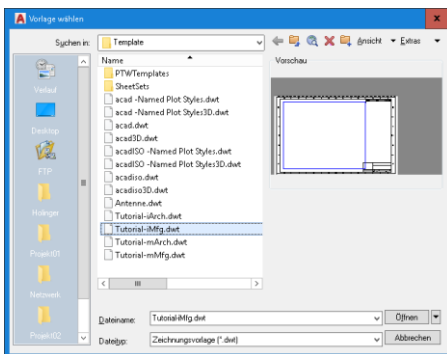 Vorlage wählen
Suchen in:
Template
Ansicht
Extras
Name
Vorschau
PTWTemplates
SheetSets
acad -Named Plot Styles.dwt
acad -Named Plot Styles3D.dwt
acad.dwt
acad3D.dwt
acadISO -Named Plot Styles.dwt
acadISO -Named Plot Styles3D.dwt
acadiso.dwt
acadiso3D.dwt
Antenne.dwt
Tutorial-iArch.dwt
Tutorial-iMfg.dwt
Tutorial-mArch.dwt
Tutorial-mMfg.dwt
Verlauf
Desktop
FTP
Holinger
Projekt01
Netzwerk
Projekt02
Dateiname:
Tutorial-iMfg.dwt
Öffnen
Dateityp:
Zeichnungsvorlage (*.dwt)
Abbrechen